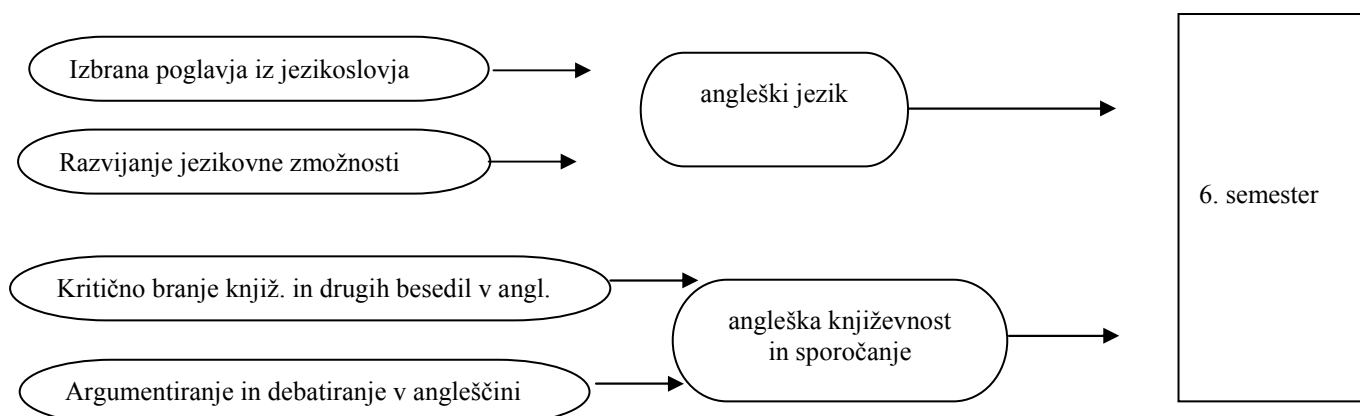 Izbrana poglavja iz jezikoslovja
Razvijanje jezikovne zmožnosti
angleški jezik
6. semester
Kritično branje knjiž. in drugih besedil v angl.
Argumentiranje in debatiranje v angleščini
angleška književnost
in sporočanje